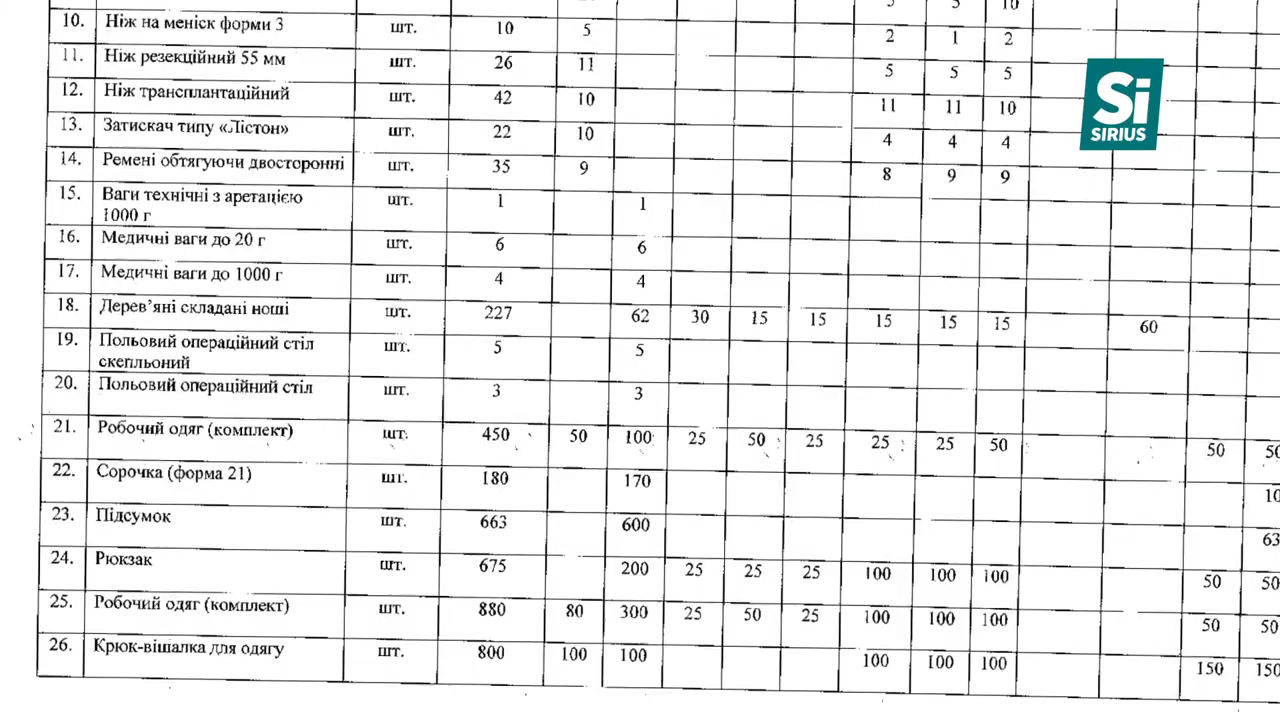 5 5 10
10. Ніж на меніск форми 3 шт. 10 5 2 1 2
11. Ніж резекційний 55 мм шт. 26 11 5 5 5
12. Ніж трансплантаційний шт. 42 10 11 11 10
13. Затискач типу «Лістон» шт. 22 10 4 4 4
14. Ремені обтягуючи двосторонні шт. 35 9 8 9 9
15. Ваги технічні з аретацією шт. 1 1
1000 г
16. Медичні ваги до 20 г шт. 6 6
17. Медичні ваги до 1000 г шт. 4 4
18. Дерев’яні складані ноші шт. 227 62 30 15 15 15 15 15 60
19. Польовий операційний стіл шт. 5 5
скепльоний
20. Польовий операційний стіл шт. 3 3
21. Робочий одяг (комплект) шт. 450 50 100 25 50 25 25 25 50 50 50
22. Сорочка (форма 21) шт. 180 170 10
23. Підсумок шт. 663 600 63
24. Рюкзак шт. 675 200 25 25 25 100 100 100 50 50
25. Робочий одяг (комплект) шт. 880 80 300 25 50 25 100 100 100 50 50
26. Крюк-вішалка для одягу шт. 800 100 100 100 100 100 150 150
Si
SIRIUS